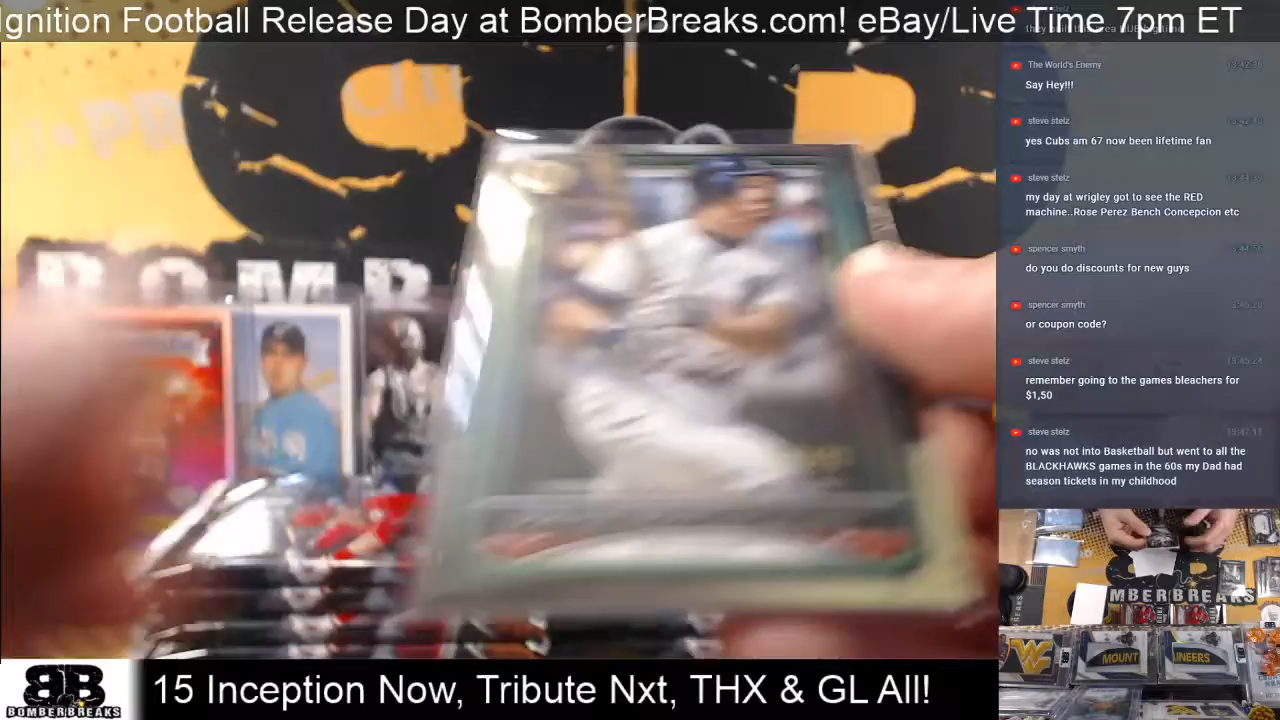 Ignition Football Release Day at BomberBreaks.com! eBay/Live Time 7pm ET
The World's Enemy
Say Hey!!!
steve stelz
yes Cubs am 67 now been lifetime fan
steve stelz
my day at wrigley got to see the RED
machine..Rose Perez Bench Concepcion etc
spencer smyth
do you do discounts for new guys
spencer smyth
or coupon code?
steve stelz
remember going to the games bleachers for
$1,50
steve stelz
no was not into Basketball but went to all the
BLACKHAWKS games in the 60s my Dad had
season tickets in my childhood
MBERBREAKS
MOUNT
INEERS
BB
BOMBERBREAKS
15 Inception Now, Tribute Nxt, THX & GL All!